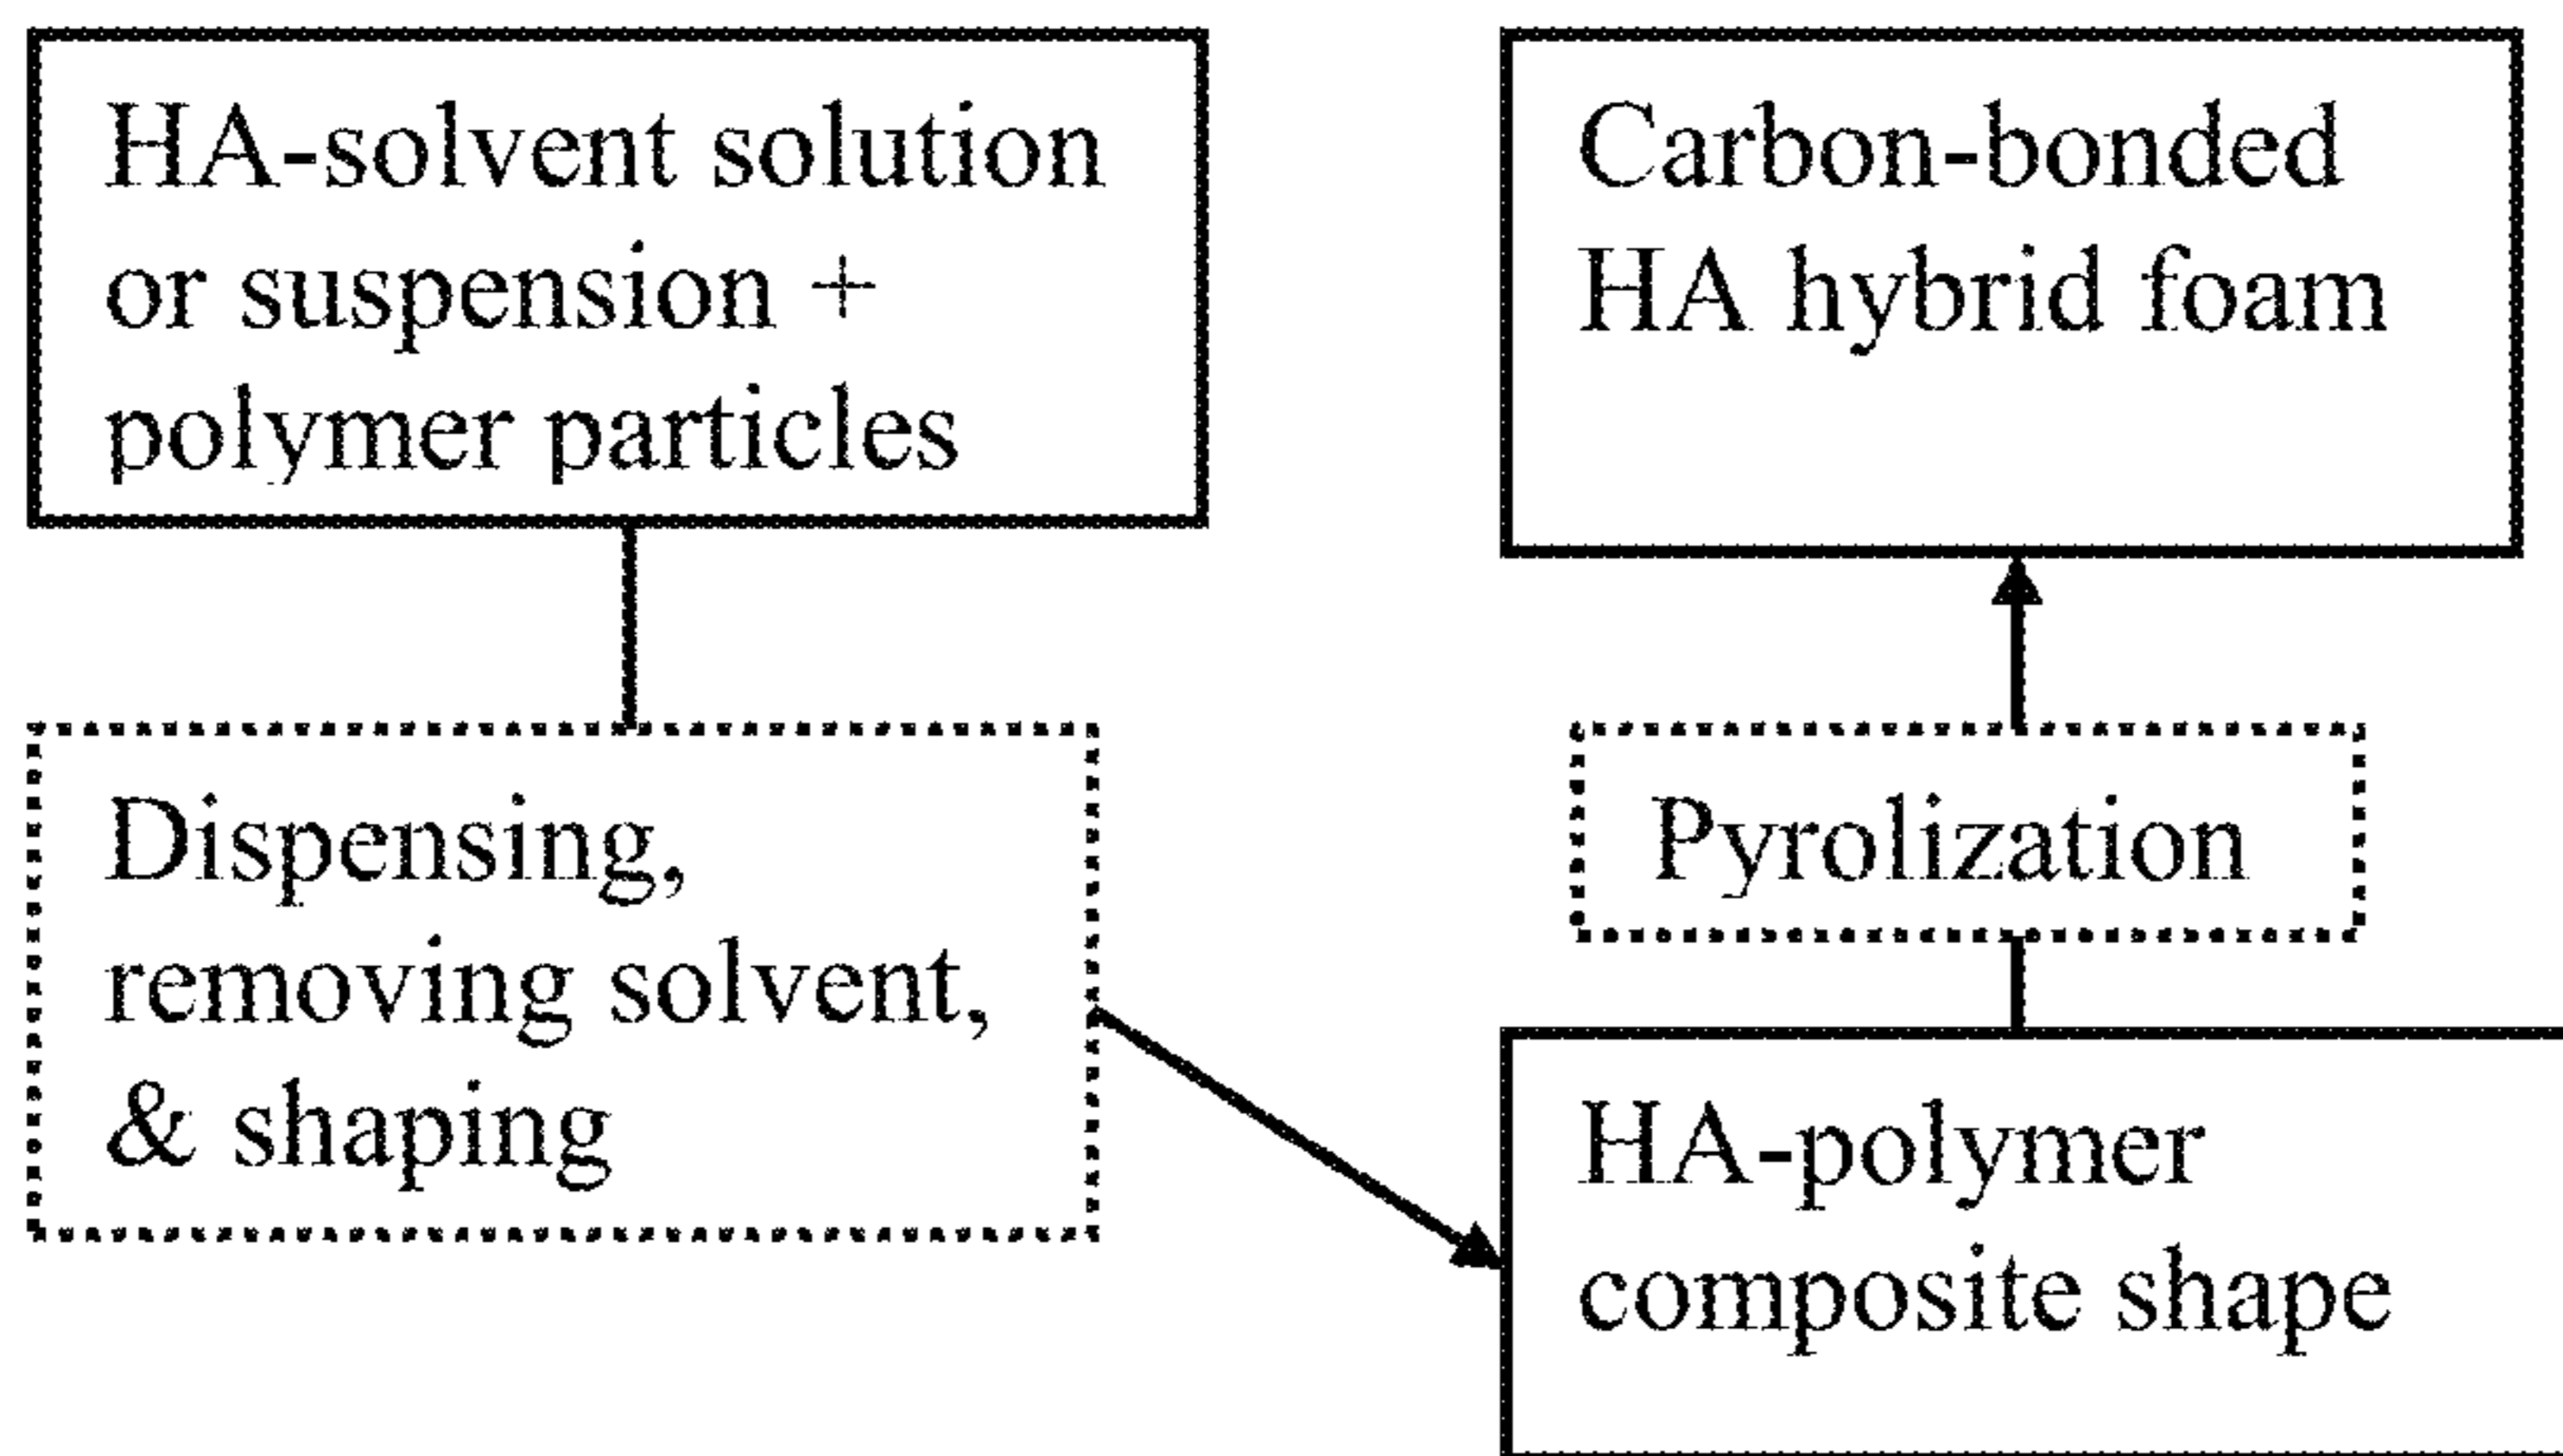 HA-solvent solution
or suspension +
polymer particles
Dispensing,
removing solvent,
& shaping
HA-polymer
composite shape
Pyrolization
Carbon-bonded
HA hybrid foam